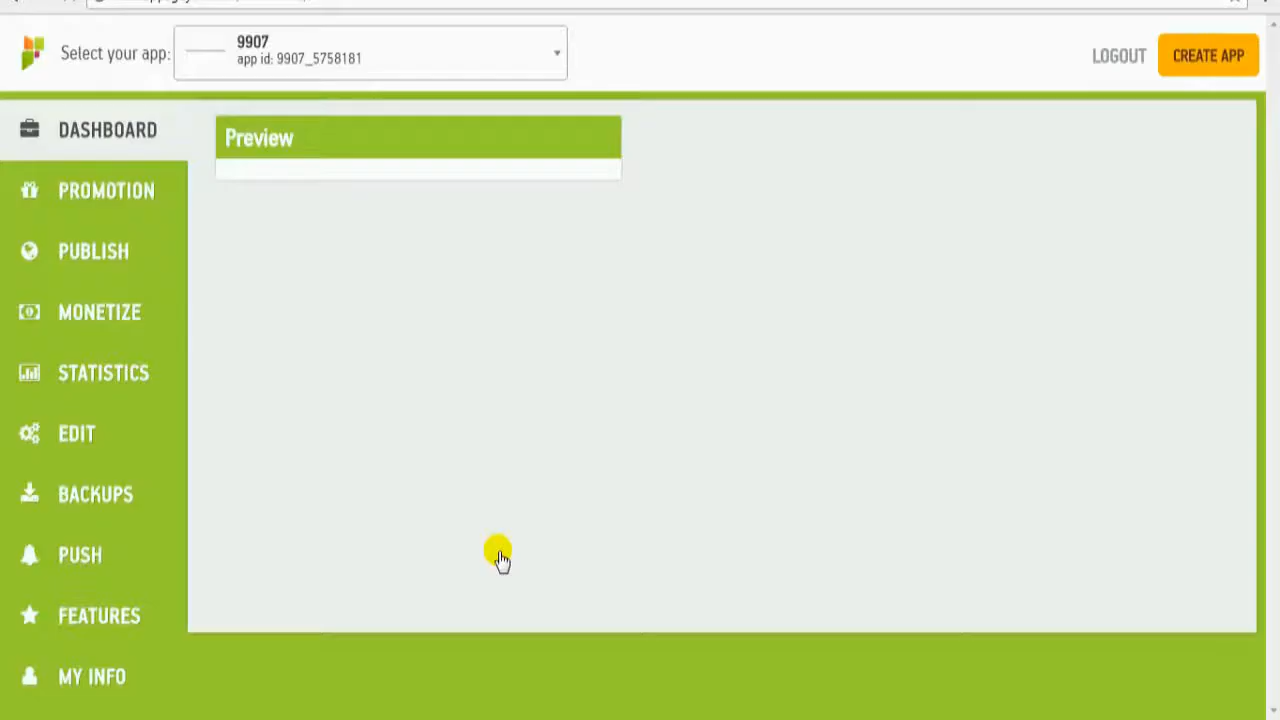 Select your app:
9907
app id: 9907_5758181
LOGOUT
CREATE APP
DASHBOARD
Preview
PROMOTION
PUBLISH
MONETIZE
STATISTICS
EDIT
BACKUPS
PUSH
FEATURES
MY INFO